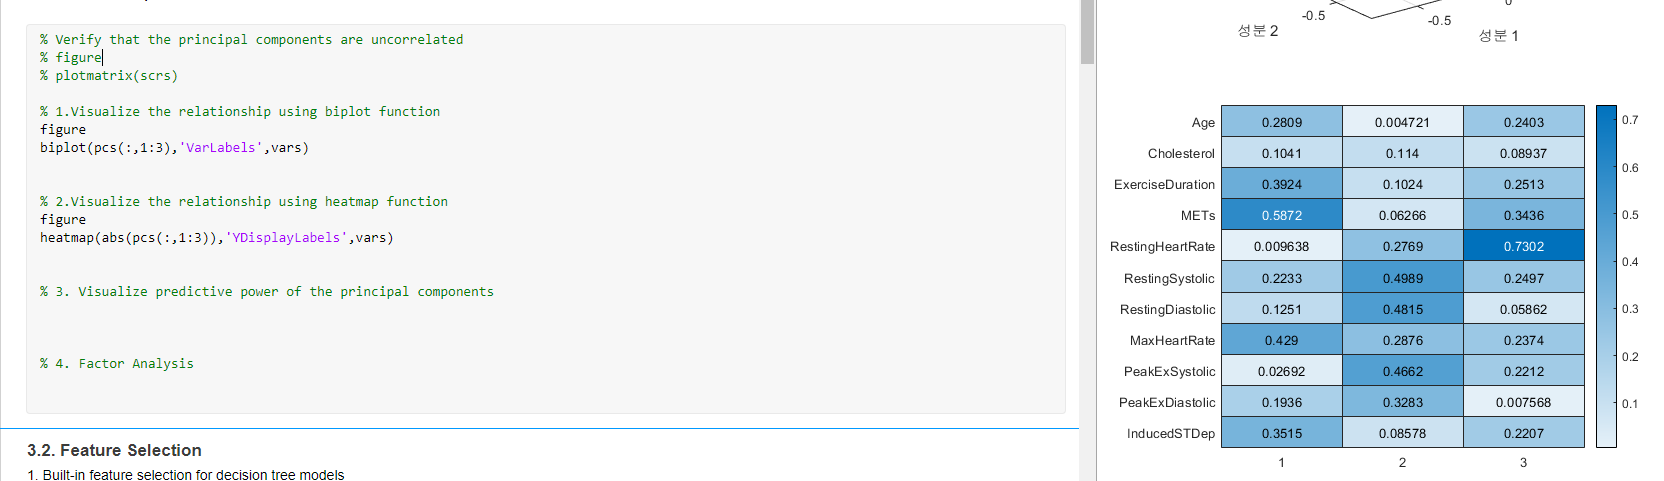 % Verify that the principal components are uncorrelated
% figure
% plotmatrix(scrs)
% 1.Visualize the relationship using biplot function
figure
biplot(pcs(:,1:3),'VarLabels',vars)
% 2.Visualize the relationship using heatmap function
figure
heatmap(abs(pcs(:,1:3)),'YDisplayLabels',vars)
% 3. Visualize predictive power of the principal components
% 4. Factor Analysis
3.2. Feature Selection
1. Built-in feature selection for decision tree models
-0.5 -0.5 0
성분 2 성분 1
Age 0.2809 0.004721 0.2403
Cholesterol 0.1041 0.114 0.08937
ExerciseDuration 0.3924 0.1024 0.2513
METs 0.5872 0.06266 0.3436
RestingHeartRate 0.009638 0.2769 0.7302
RestingSystolic 0.2233 0.4989 0.2497
RestingDiastolic 0.1251 0.4815 0.05862
MaxHeartRate 0.429 0.2876 0.2374
PeakExSystolic 0.02692 0.4662 0.2212
PeakExDiastolic 0.1936 0.3283 0.007568
InducedSTDep 0.3515 0.08578 0.2207
1 2 3
0.7
0.6
0.5
0.4
0.3
0.2
0.1